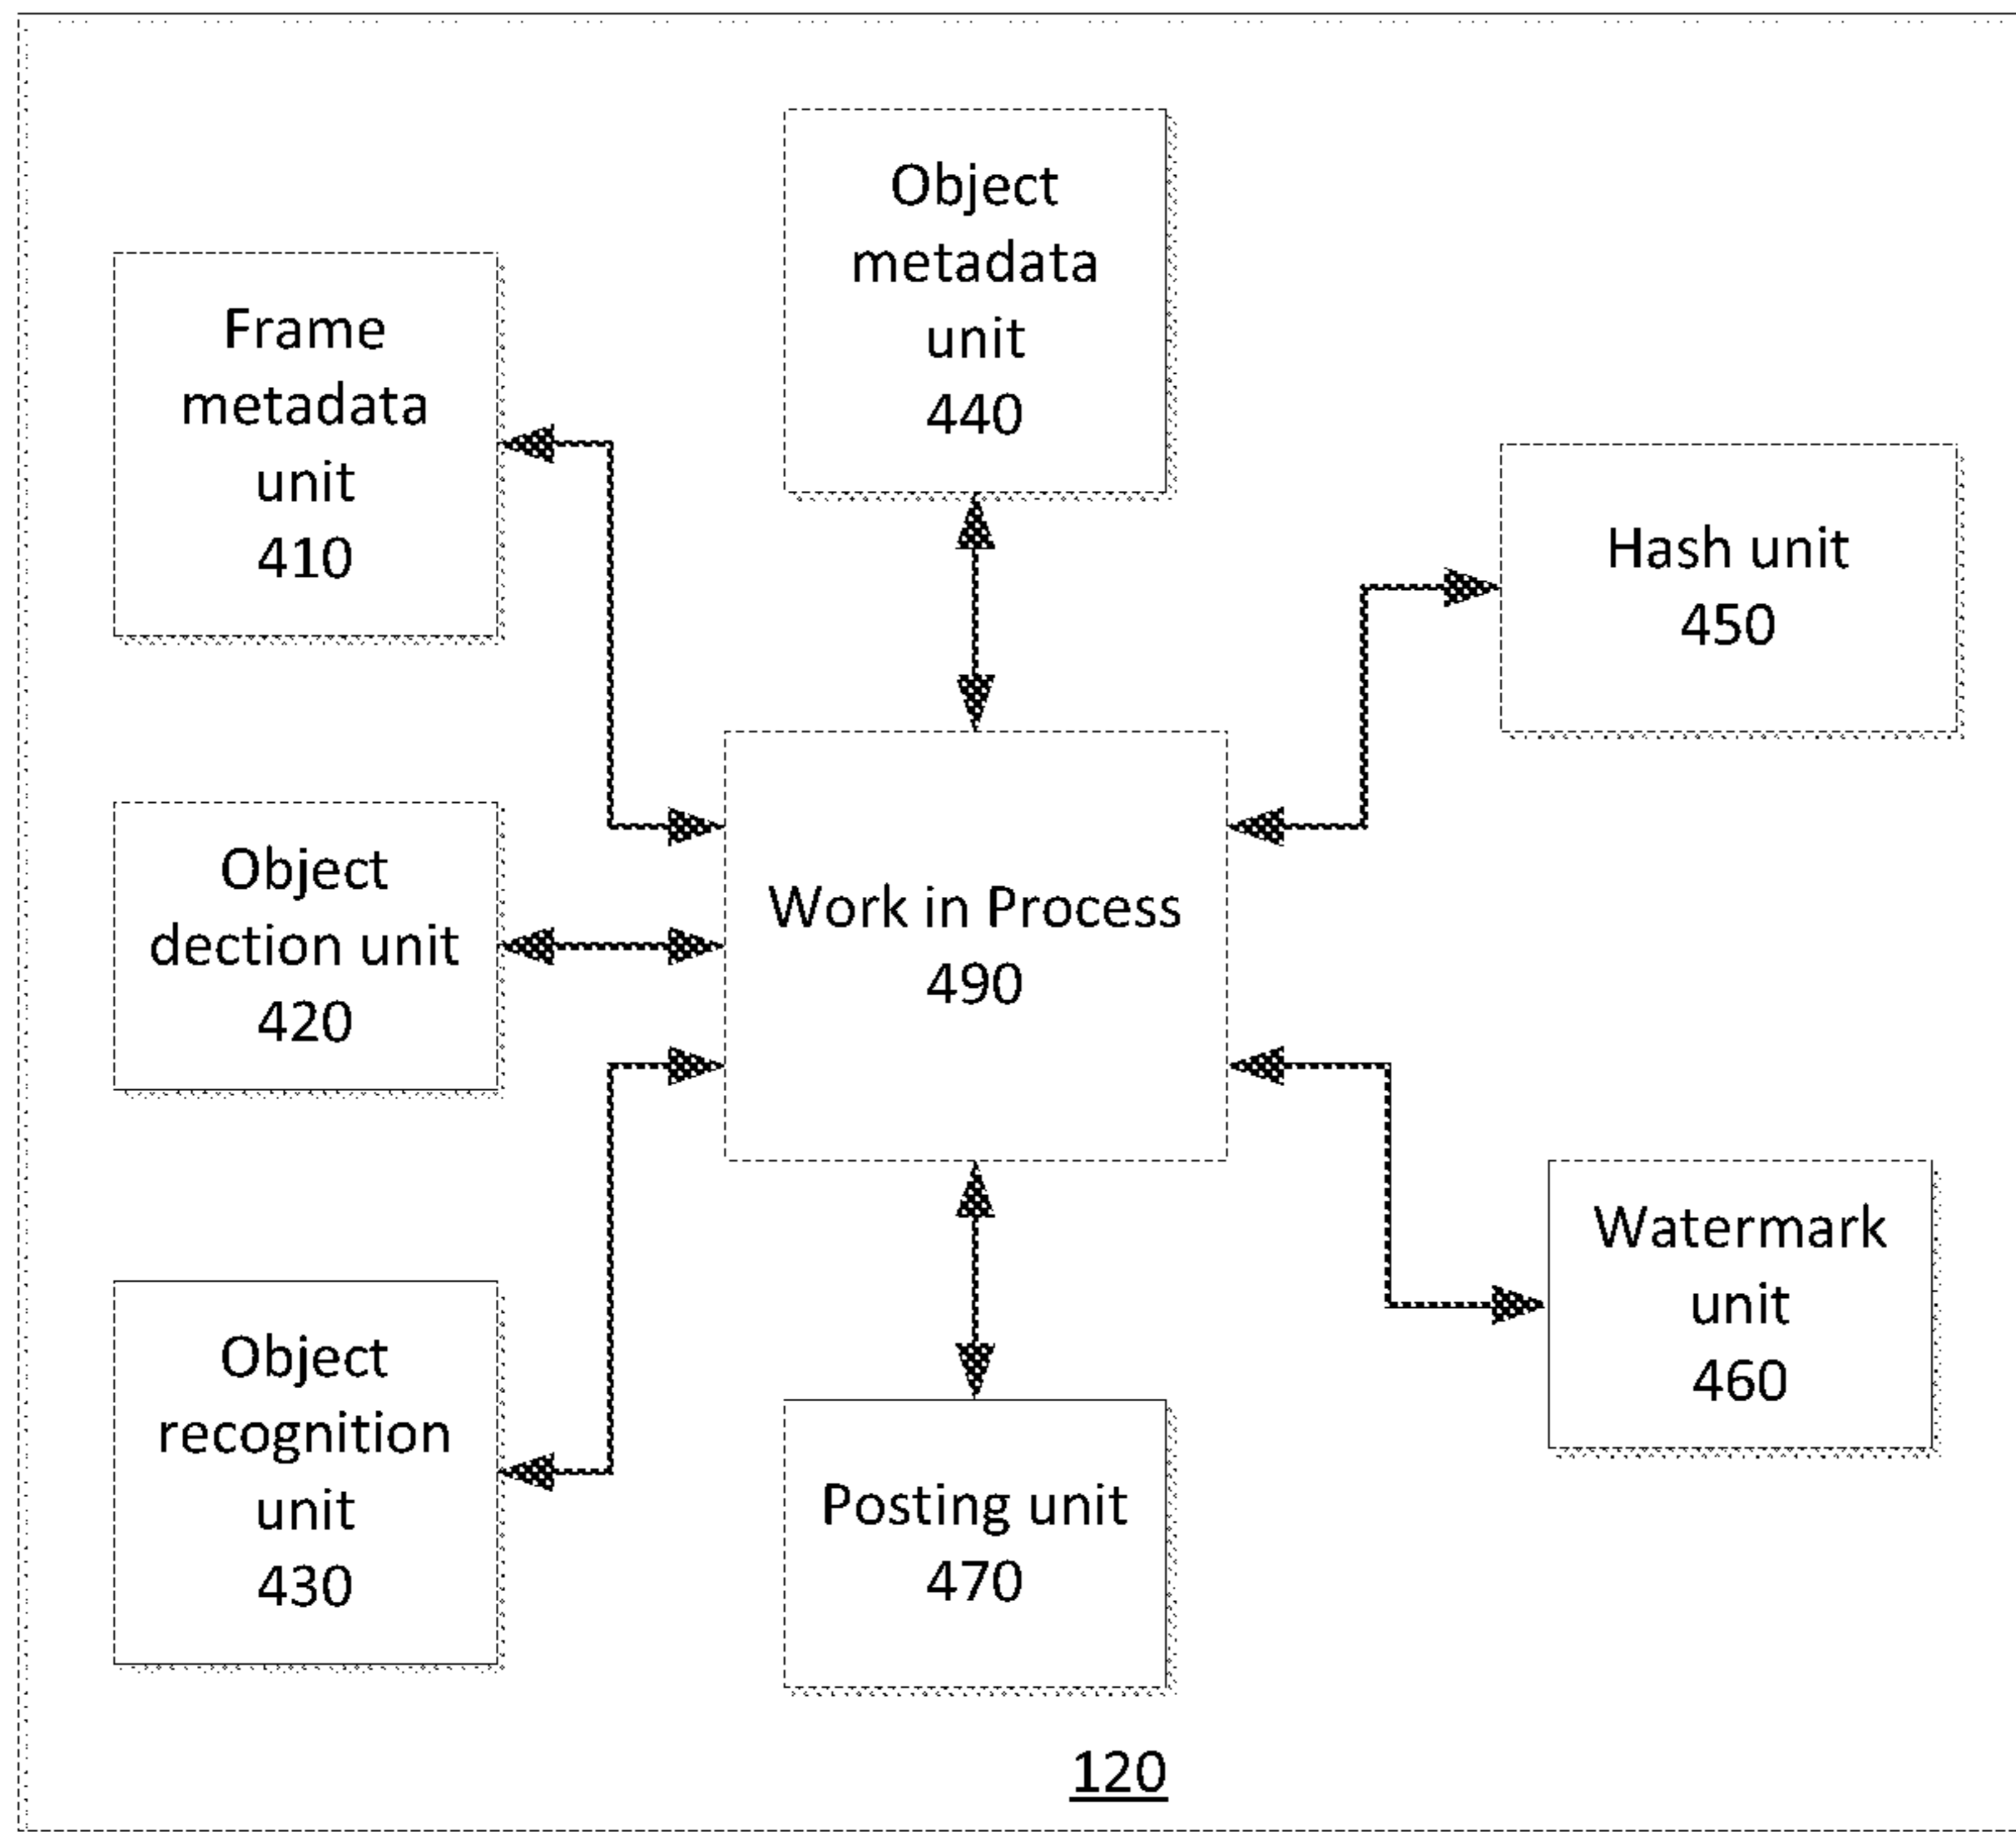 Object
metadata
unit
440
Frame
metadata
unit
410
Hash unit
450
Object
dection unit
420
Work in Process
490
Object
recognition
unit
430
Watermark
unit
460
Posting unit
470
120